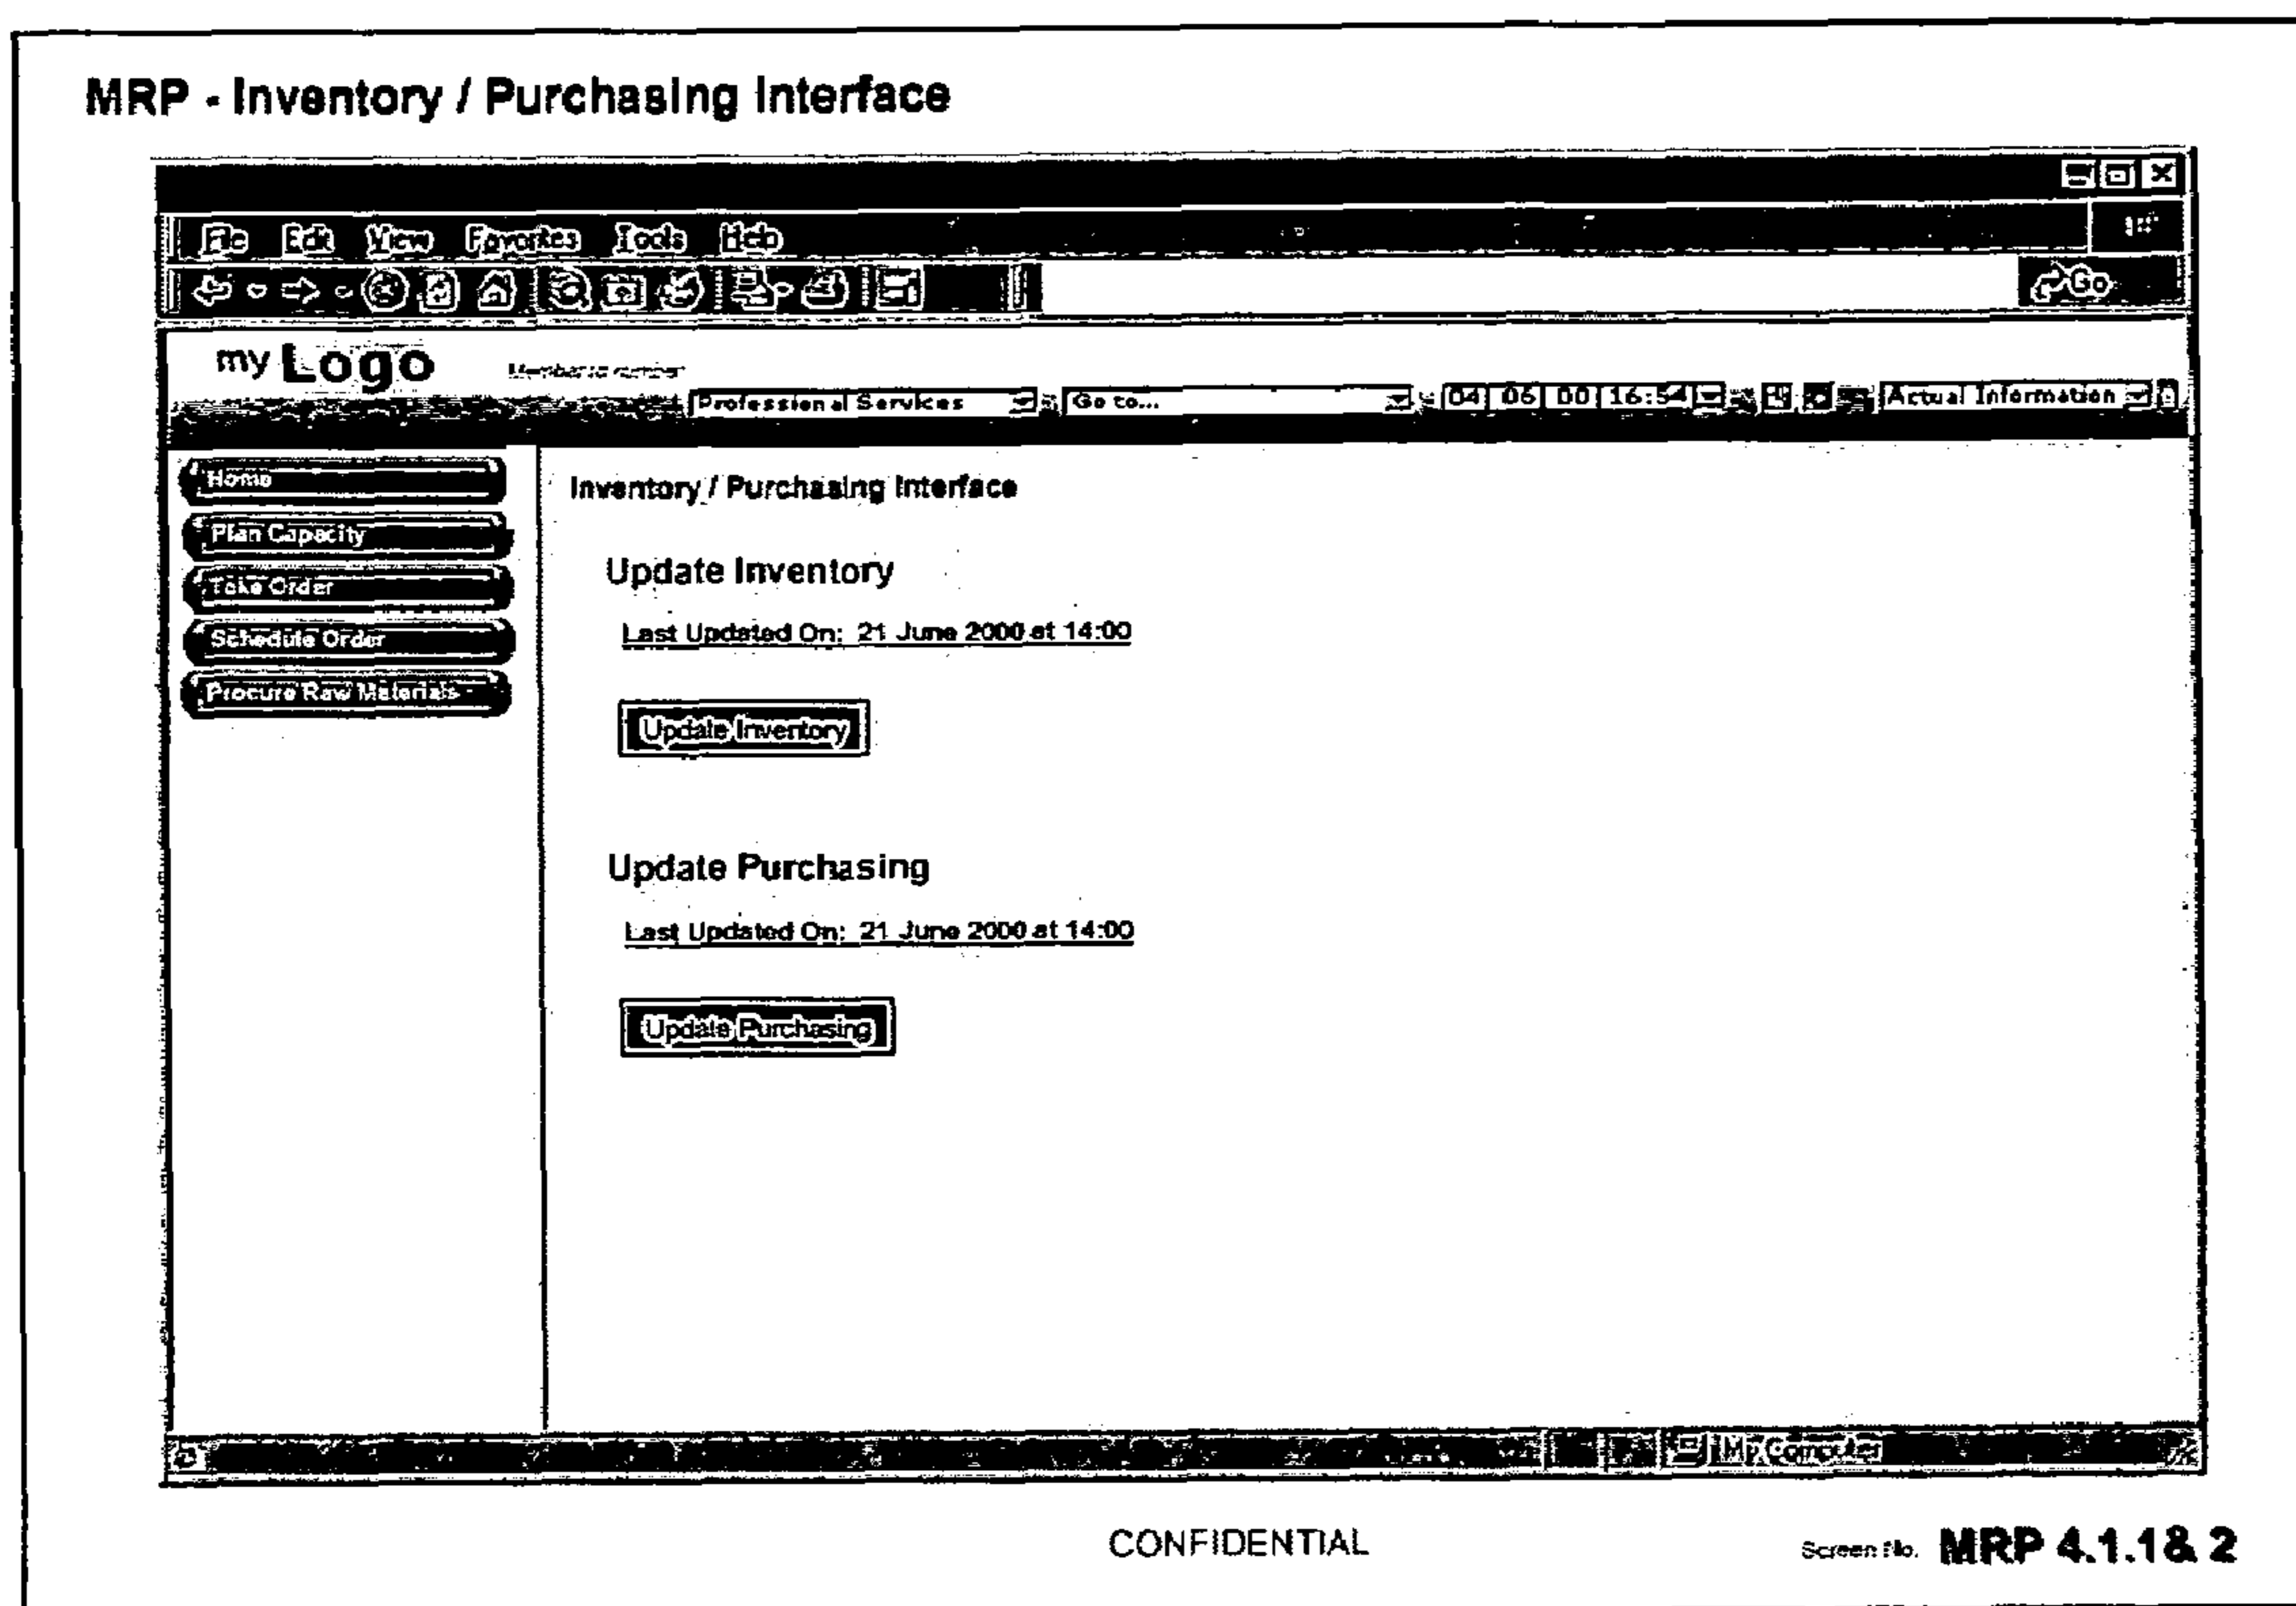 MRP - Inventory / Purchasing Interface
File Edit View Favorites Tools Help
Go
my Logo
Professional Services Go to... 04 06 00 16:54 Actual Information
Home
Plan Capacity
Take Order
Schedule Order
Procure Raw Materials
Inventory / Purchasing Interface
Update Inventory
Last Updated On: 21 June 2000 at 14:00
Update Inventory
Update Purchasing
Last Updated On: 21 June 2000 at 14:00
Update Purchasing
My Computer
CONFIDENTIAL
Screen No. MRP 4.1.1& 2